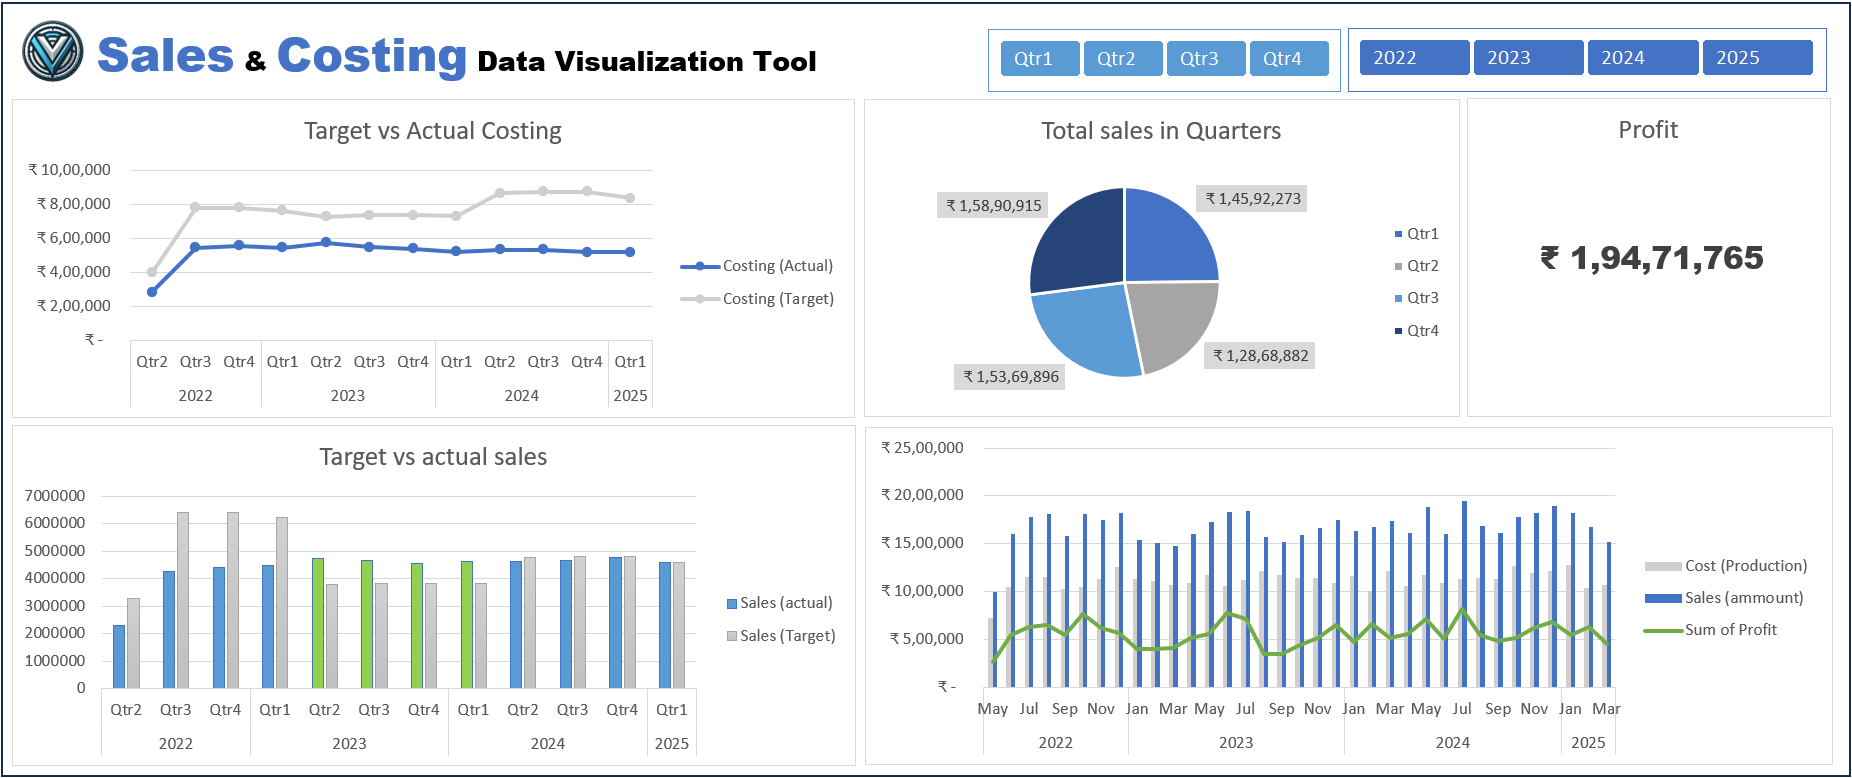 Sales & Costing Data Visualization Tool
Qtr1 Qtr2 Qtr3 Qtr4
2022 2023 2024 2025
Target vs Actual Costing
₹ 10,00,000
₹ 8,00,000
₹ 6,00,000
₹ 4,00,000
₹ 2,00,000
₹ -
Qtr2 Qtr3 Qtr4 Qtr1 Qtr2 Qtr3 Qtr4 Qtr1 Qtr2 Qtr3 Qtr4 Qtr1
2022 2023 2024 2025
Costing (Actual)
Costing (Target)
Total sales in Quarters
₹ 1,58,90,915
₹ 1,45,92,273
₹ 1,53,69,896
₹ 1,28,68,882
Qtr1
Qtr2
Qtr3
Qtr4
Profit
₹ 1,94,71,765
Target vs actual sales
7000000
6000000
5000000
4000000
3000000
2000000
1000000
0
Qtr2 Qtr3 Qtr4 Qtr1 Qtr2 Qtr3 Qtr4 Qtr1 Qtr2 Qtr3 Qtr4 Qtr1
2022 2023 2024 2025
Sales (actual)
Sales (Target)
₹ 25,00,000
₹ 20,00,000
₹ 15,00,000
₹ 10,00,000
₹ 5,00,000
₹ -
May Jul Sep Nov Jan Mar May Jul Sep Nov Jan Mar May Jul Sep Nov Jan Mar
2022 2023 2024 2025
Cost (Production)
Sales (ammount)
Sum of Profit